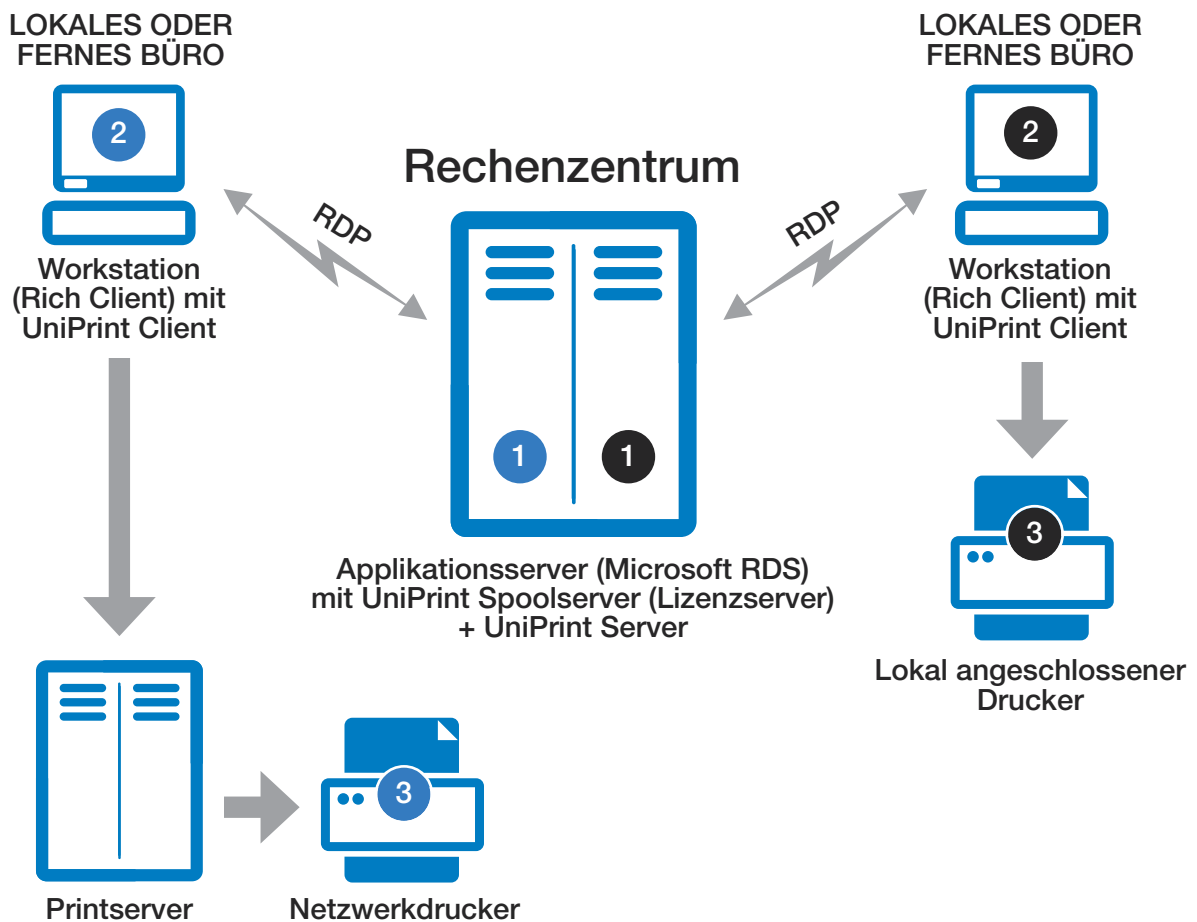 LOKALES ODER
FERNES BÜRO
2
Workstation
(Rich Client) mit
UniPrint Client
RDP
Rechenzentrum
1
1
Applikationsserver (Microsoft RDS)
mit UniPrint Spoolserver (Lizenzserver)
+ UniPrint Server
RDP
LOKALES ODER
FERNES BÜRO
2
Workstation
(Rich Client) mit
UniPrint Client
3
Lokal angeschlossener
Drucker
Printserver
3
Netzwerkdrucker